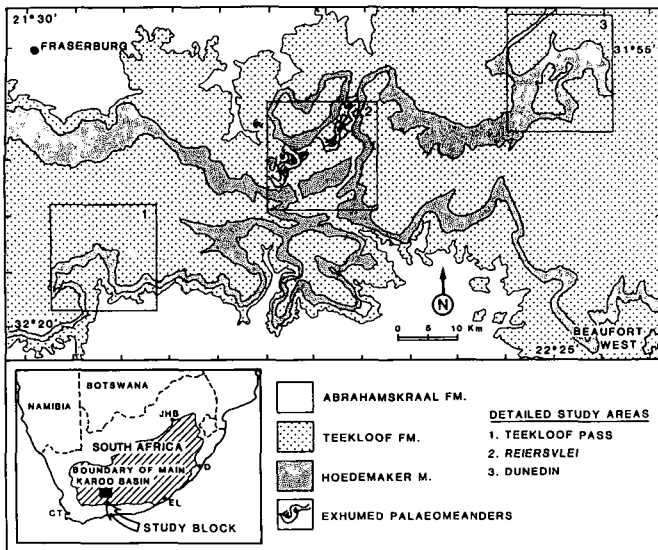 21°30'
FRASERBURG
3
31°55'
2
1
N
0 5 10 Km
32°20'
BEAUFORT
WEST
22°25'
BOTSWANA
NAMIBIA
JHB
SOUTH AFRICA
BOUNDARY OF MAIN
KAROO BASIN
D
EL
CT
STUDY BLOCK
ABRAHAMSKRAAL FM.
TEEKLOOF FM.
HOEDEMAKER M.
EXHUMED PALAEOMEANDERS
DETAILED STUDY AREAS
1. TEEKLOOF PASS
2. REIERSVLEI
3. DUNEDIN